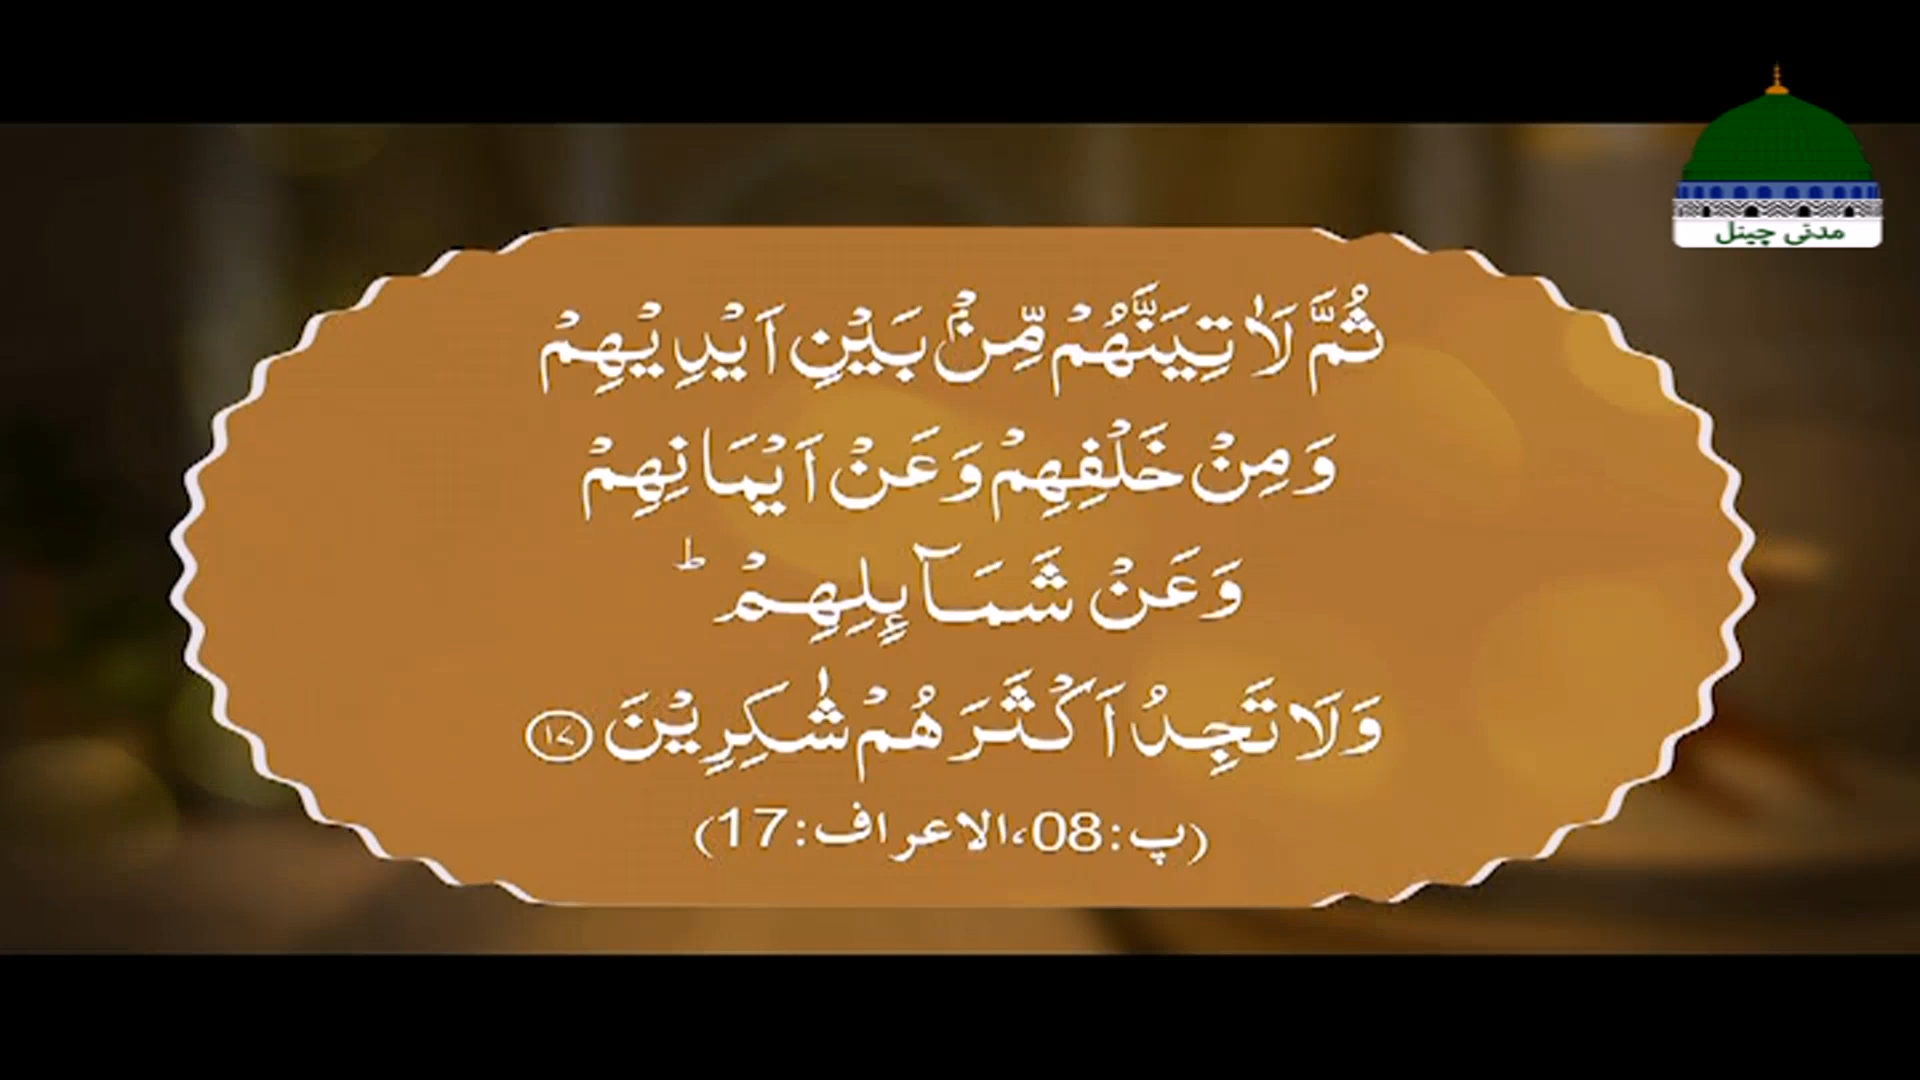 ثُمَّ لَاٰتِیَنَّهُمْ مِّنْۢ بَیْنِ اَیْدِیْهِمْ
وَ مِنْ خَلْفِهِمْ وَ عَنْ اَیْمَانِهِمْ
وَ عَنْ شَمَآىٕلِهِمْ ؕ
وَ لَا تَجِدُ اَكْثَرَهُمْ شٰكِرِیْنَ ﴿۱۷﴾
(پ:08،الاعراف:17)
مدنی چینل